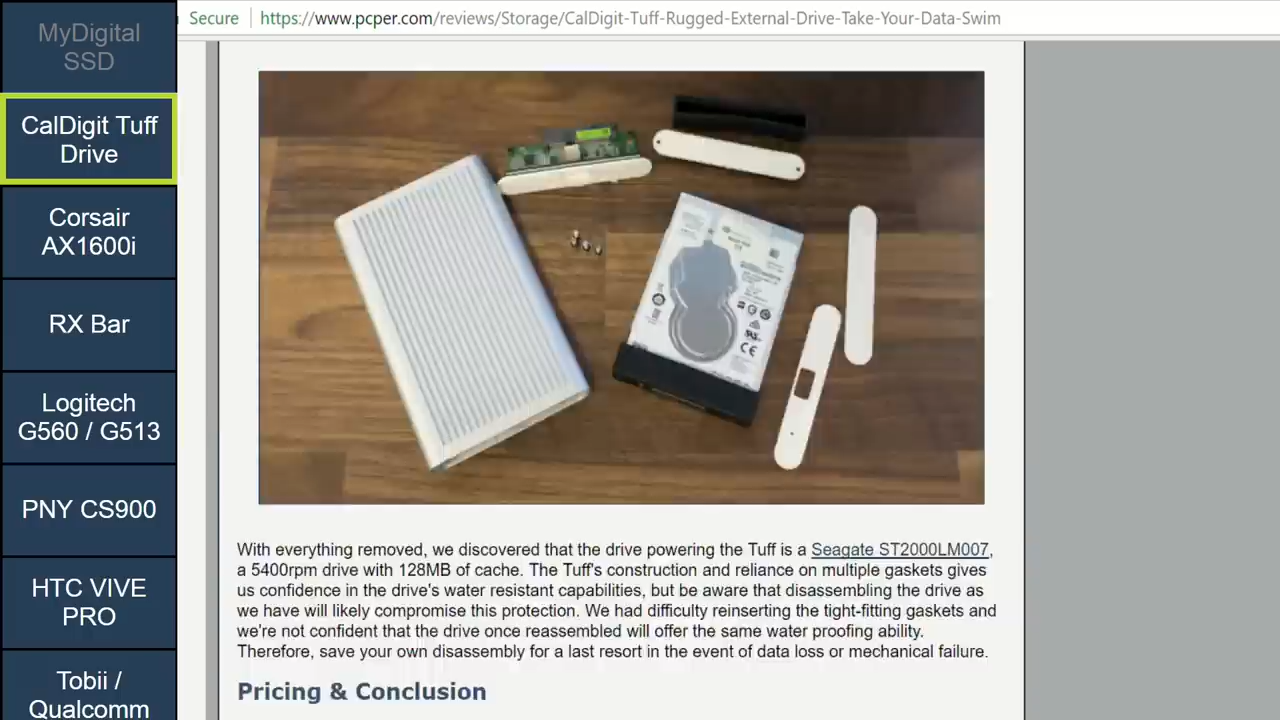 MyDigital
SSD
CalDigit Tuff
Drive
Corsair
AX1600i
RX Bar
Logitech
G560 / G513
PNY CS900
HTC VIVE
PRO
Tobii /
Qualcomm
Secure
https://www.pcper.com/reviews/Storage/CalDigit-Tuff-Rugged-External-Drive-Take-Your-Data-Swim
With everything removed, we discovered that the drive powering the Tuff is a Seagate ST2000LM007,
a 5400rpm drive with 128MB of cache. The Tuff's construction and reliance on multiple gaskets gives
us confidence in the drive's water resistant capabilities, but be aware that disassembling the drive as
we have will likely compromise this protection. We had difficulty reinserting the tight-fitting gaskets and
we're not confident that the drive once reassembled will offer the same water proofing ability.
Therefore, save your own disassembly for a last resort in the event of data loss or mechanical failure.
Pricing & Conclusion